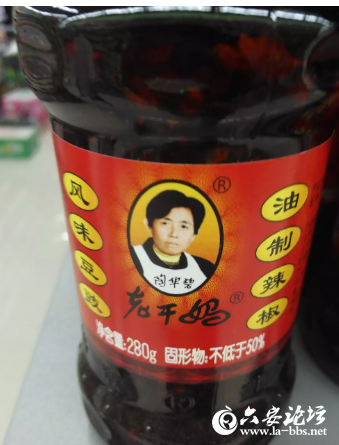 风味豆豉
油制辣椒
®
陶华碧
老干妈®
净含量:280g 固形物:不低于50%
六安论坛
www.la-bbs.net